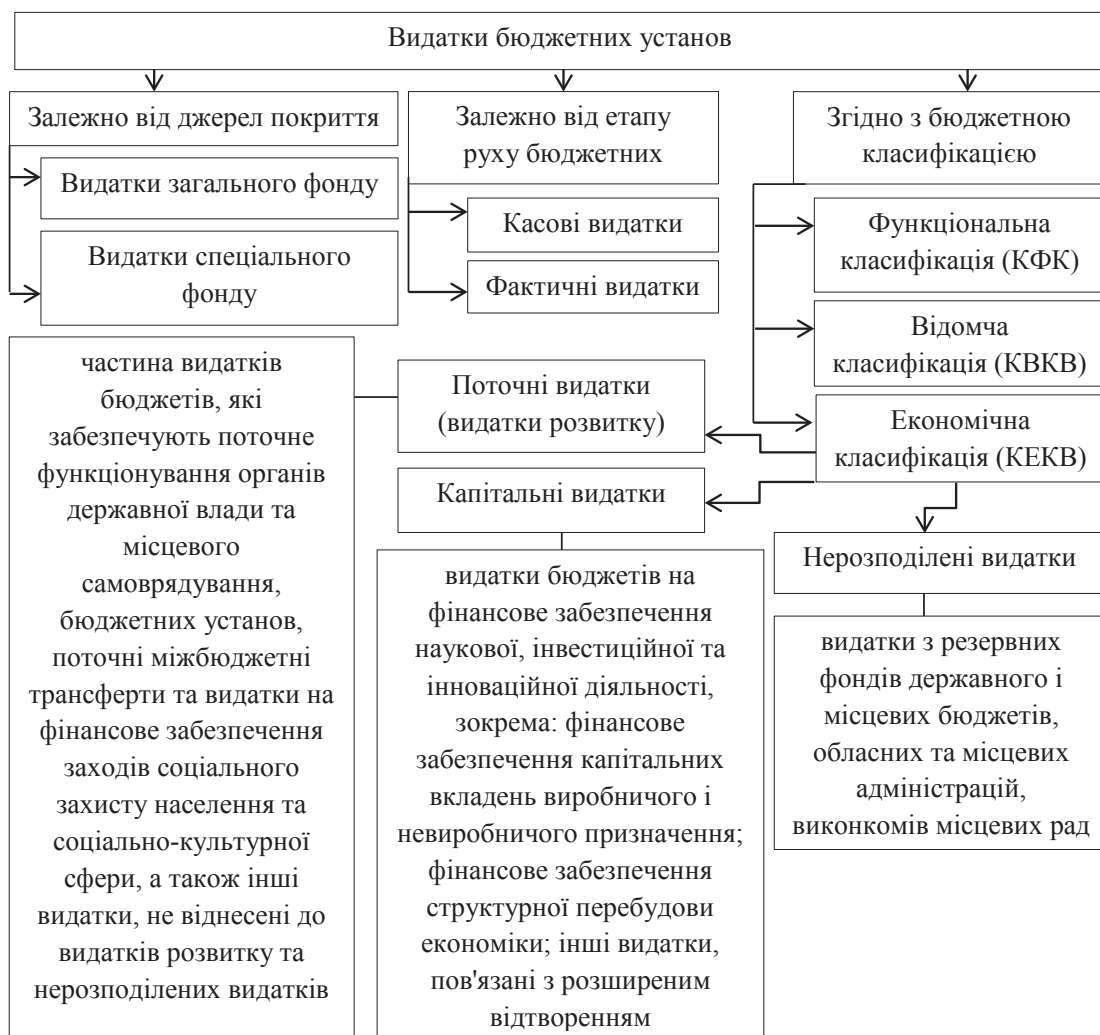 Видатки бюджетних установ
Залежно від джерел покриття
Видатки загального фонду
Видатки спеціального
фонду
Залежно від етапу
руху бюджетних
Касові видатки
Фактичні видатки
Згідно з бюджетною
класифікацією
Функціональна
класифікація (КФК)
Відомча
класифікація (КВКВ)
Економічна
класифікація (КЕКВ)
Поточні видатки
(видатки розвитку)
частина видатків
бюджетів, які
забезпечують поточне
функціонування органів
державної влади та
місцевого
самоврядування,
бюджетних установ,
поточні міжбюджетні
трансферти та видатки на
фінансове забезпечення
заходів соціального
захисту населення та
соціально-культурної
сфери, а також інші
видатки, не віднесені до
видатків розвитку та
нерозподілених видатків
Капітальні видатки
видатки бюджетів на
фінансове забезпечення
наукової, інвестиційної та
інноваційної діяльності,
зокрема: фінансове
забезпечення капітальних
вкладень виробничого і
невиробничого призначення;
фінансове забезпечення
структурної перебудови
економіки; інші видатки,
пов'язані з розширеним
відтворенням
Нерозподілені видатки
видатки з резервних
фондів державного і
місцевих бюджетів,
обласних та місцевих
адміністрацій,
виконкомів місцевих рад